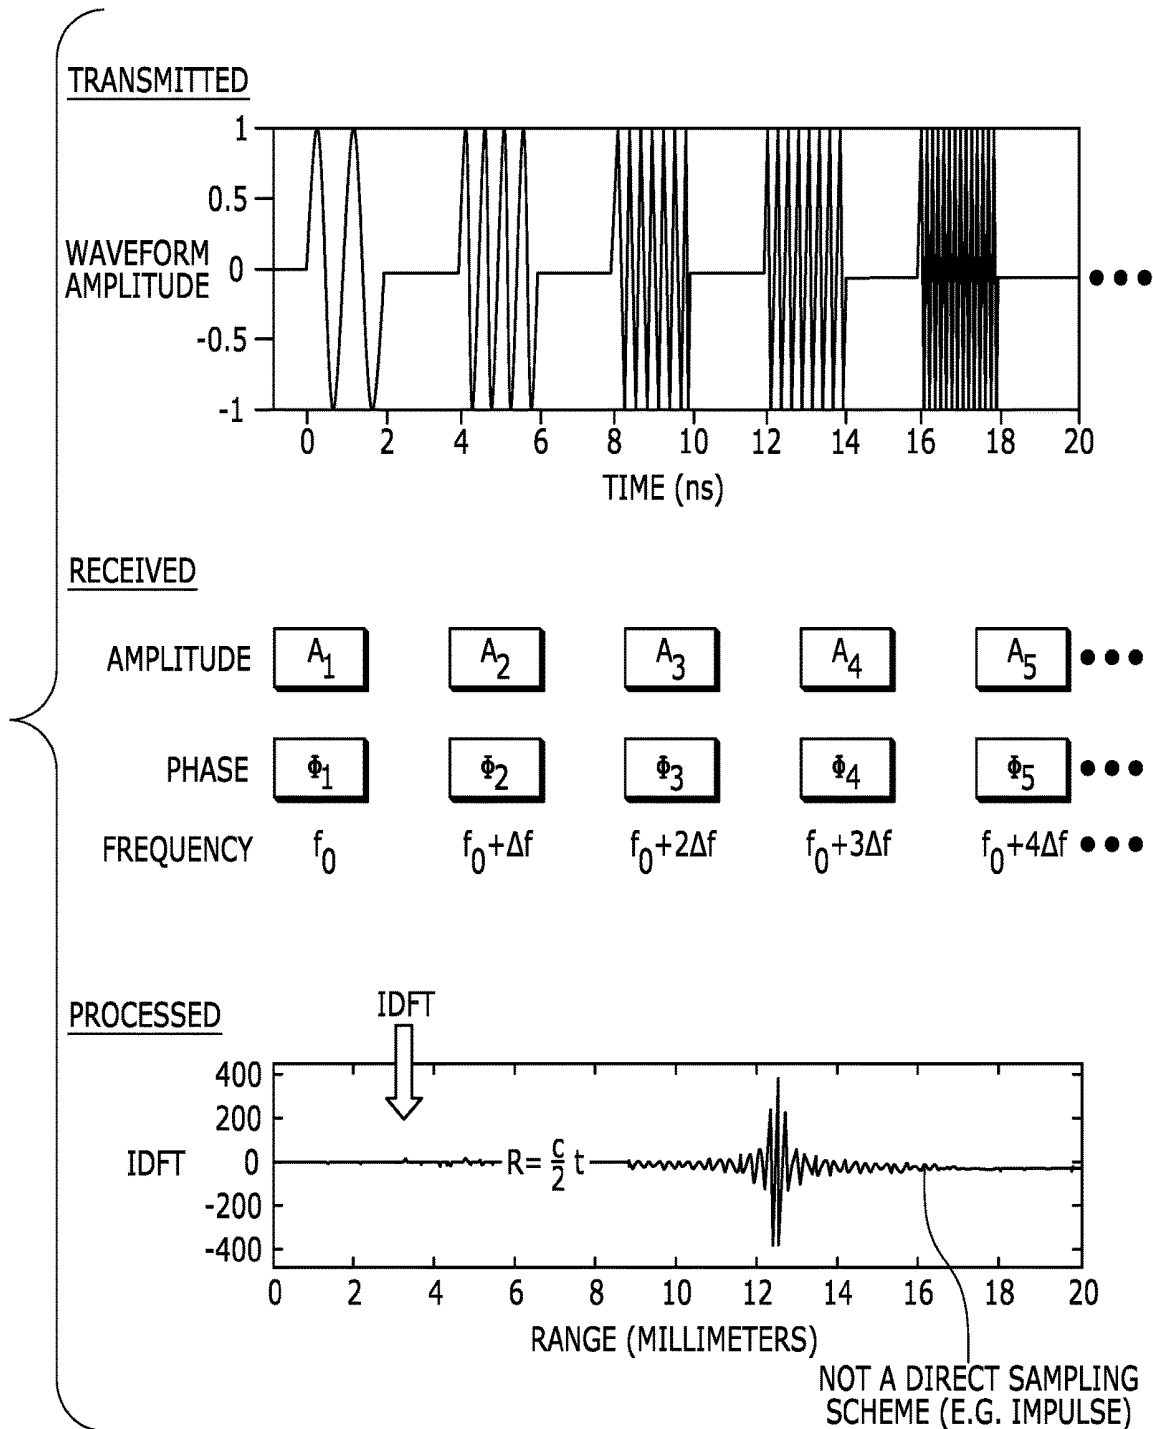 TRANSMITTED
1
0.5
WAVEFORM AMPLITUDE
0
-0.5
-1
0 2 4 6 8 10 12 14 16 18 20
TIME (ns)
RECEIVED
AMPLITUDE A1 A2 A3 A4 A5
PHASE Φ1 Φ2 Φ3 Φ4 Φ5
FREQUENCY f0 f0+Δf f0+2Δf f0+3Δf f0+4Δf
PROCESSED
IDFT
400
200
IDFT 0 R= c/2 t
-200
-400
0 2 4 6 8 10 12 14 16 18 20
RANGE (MILLIMETERS)
NOT A DIRECT SAMPLING
SCHEME (E.G. IMPULSE)